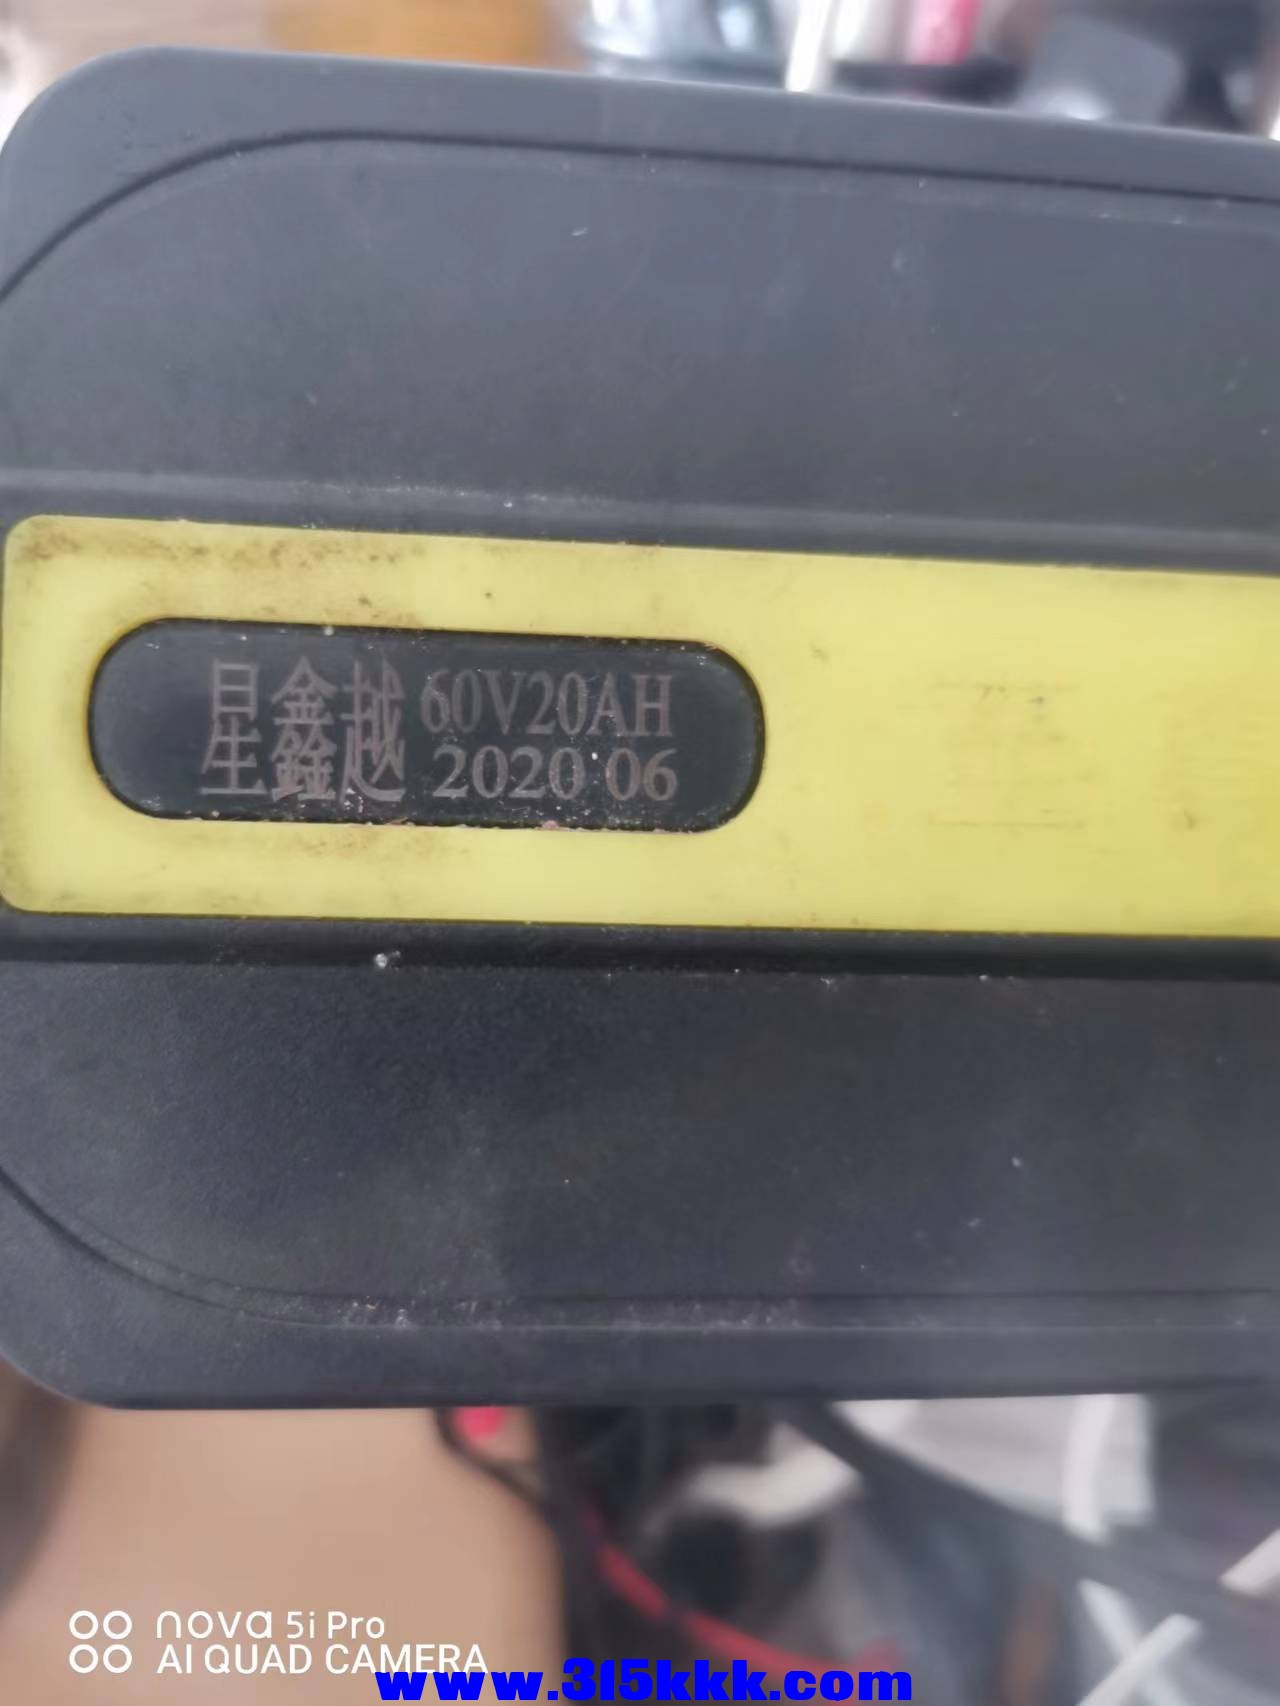 星鑫越 60V20AH
2020 06
nova 5i Pro
AI QUAD CAMERA
www.315kkk.com